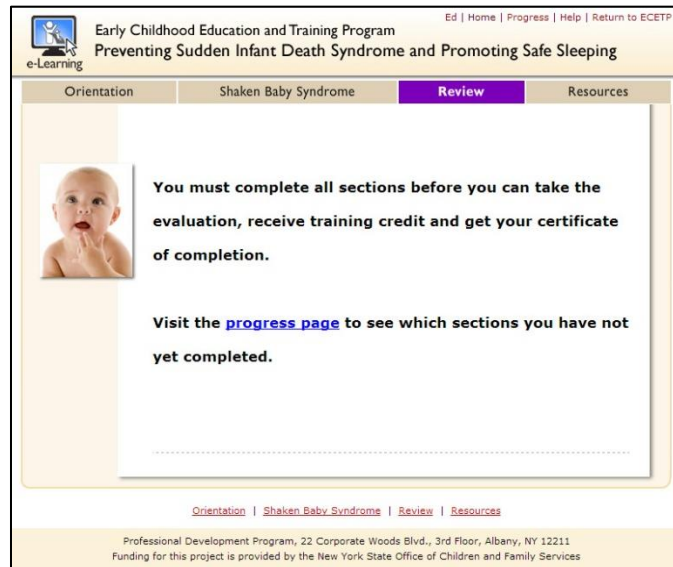 Ed | Home | Progress | Help | Return to ECETP
Early Childhood Education and Training Program
Preventing Sudden Infant Death Syndrome and Promoting Safe Sleeping
e-Learning
Orientation Shaken Baby Syndrome Review Resources
You must complete all sections before you can take the
evaluation, receive training credit and get your certificate
of completion.
Visit the progress page to see which sections you have not
yet completed.
Orientation | Shaken Baby Syndrome | Review | Resources
Professional Development Program, 22 Corporate Woods Blvd., 3rd Floor, Albany, NY 12211
Funding for this project is provided by the New York State Office of Children and Family Services